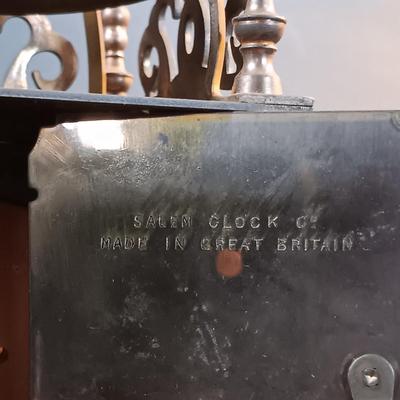 SALEM CLOCK Co
MADE IN GREAT BRITAIN